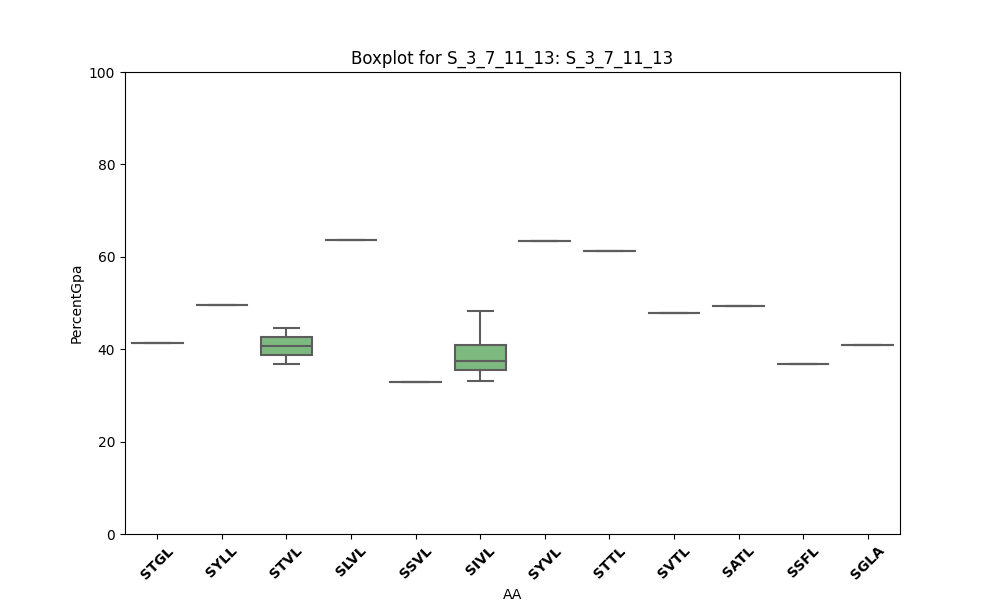 Boxplot for S_3_7_11_13: S_3_7_11_13
100
80
60
40
20
0
PercentGpa
STGL
SYLL
STVL
SLVL
SSVL
SIVL
SYVL
STTL
SVTL
SATL
SSFL
SGLA
AA